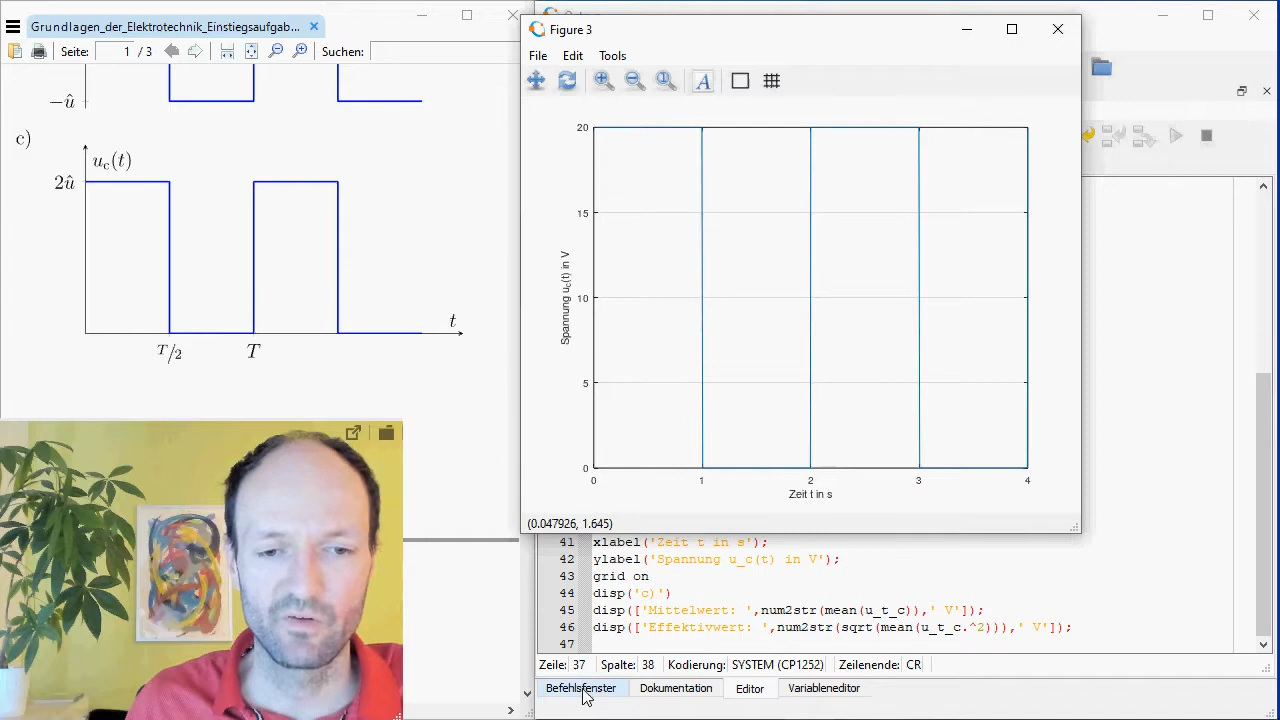 Grundlagen_der_Elektrotechnik_Einstiegsaufgab...
Seite: 1 / 3 Suchen:
−û
c)
u_c(t)
2û
t
T/2 T
Figure 3
File Edit Tools
A
20
15
10
5
0
Spannung u_c(t) in V
0 1 2 3 4
Zeit t in s
(0.047926, 1.645)
41 xlabel('Zeit t in s');
42 ylabel('Spannung u_c(t) in V');
43 grid on
44 disp('c)')
45 disp(['Mittelwert: ',num2str(mean(u_t_c)),' V']);
46 disp(['Effektivwert: ',num2str(sqrt(mean(u_t_c.^2))),' V']);
47
Zeile: 37 Spalte: 38 Kodierung: SYSTEM (CP1252) Zeilenende: CR
Befehlsfenster Dokumentation Editor Variableneditor